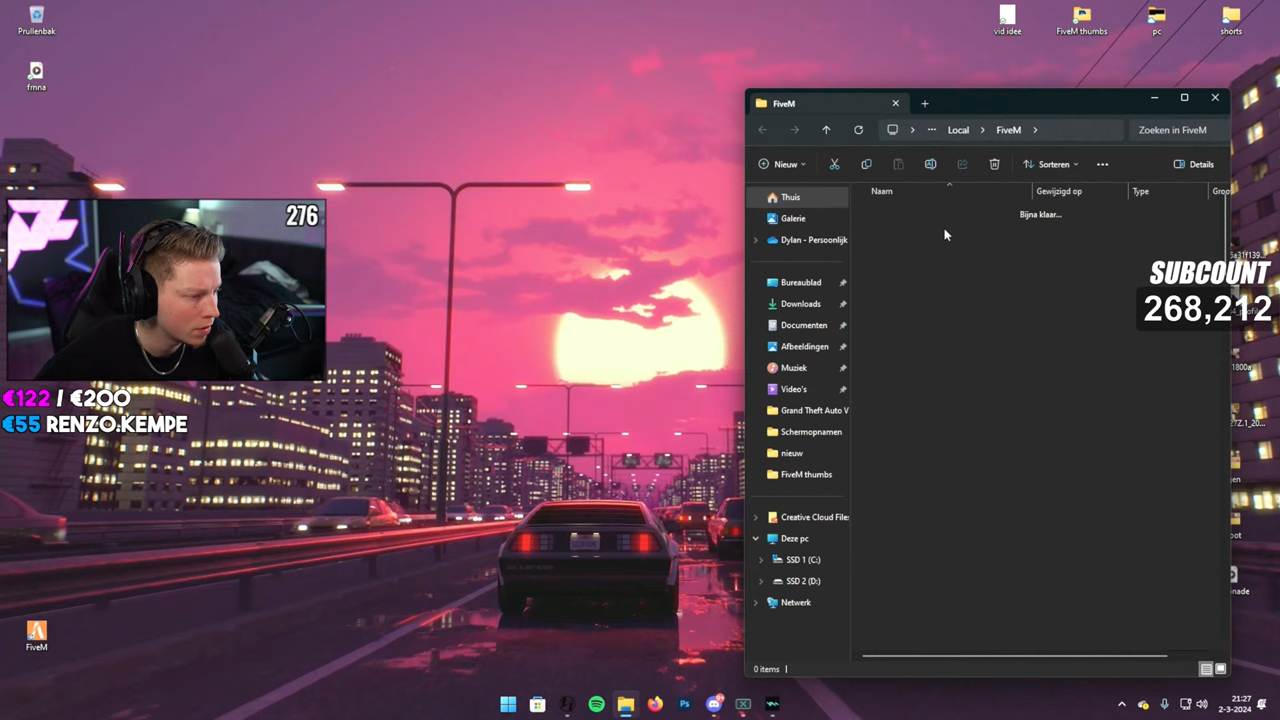 Prullenbak
vid idee
FiveM thumbs
pc
shorts
fmna
FiveM
Local
FiveM
Zoeken in FiveM
Nieuw
Sorteren
Details
Naam
Gewijzigd op
Type
Groo
Thuis
Bijna klaar...
Galerie
Dylan - Persoonlijk
276
SUBCOUNT
268,212
Bureaublad
Downloads
Documenten
Afbeeldingen
Muziek
Video's
Grand Theft Auto V
Schermopnamen
nieuw
FiveM thumbs
€122 / €200
€55 RENZO.KEMPE
Creative Cloud Files
Deze pc
SSD 1 (C:)
SSD 2 (D:)
Netwerk
FiveM
0 items
Ps
21:27
2-3-2024